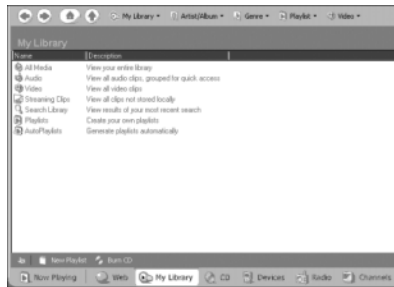 My Library Artist/Album Genre Playlist Video
My Library
Name Description
All Media View your entire library
Audio View all audio clips, grouped for quick access
Video View all video clips
Streaming Clips View all clips not stored locally
Search Library View results of your most recent search
Playlists Create your own playlists
AutoPlaylists Generate playlists automatically
New Playlist Burn CD
Now Playing Web My Library CD Devices Radio Channels